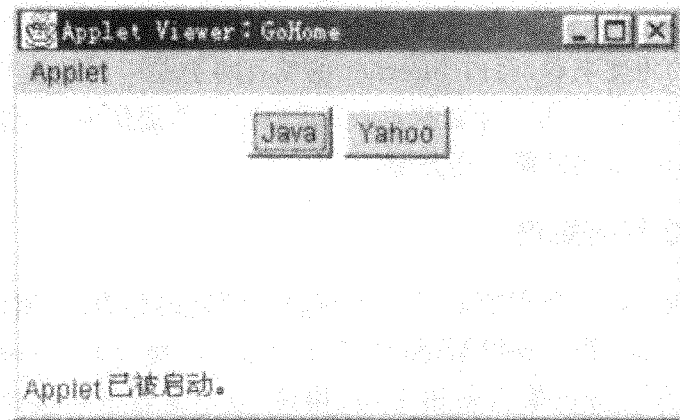 Applet Viewer：GoHome
Applet
Java Yahoo
Applet 已被启动。